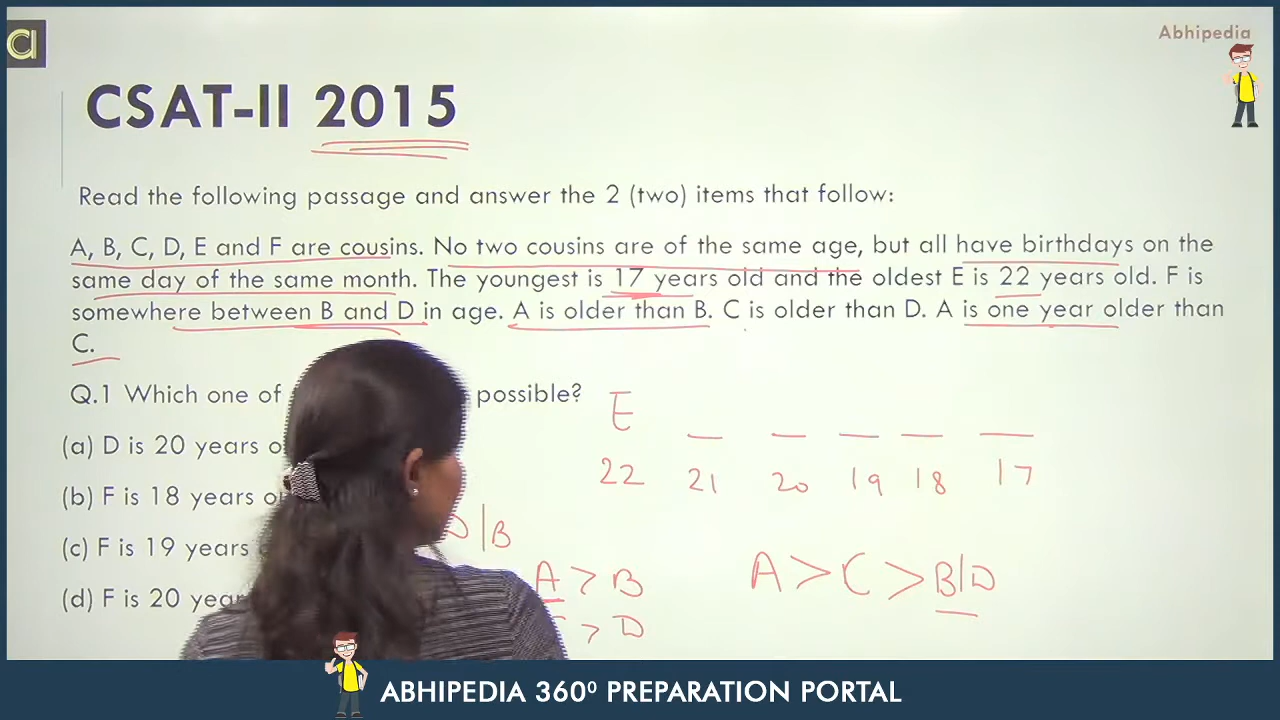 a
Abhipedia
CSAT-II 2015
Read the following passage and answer the 2 (two) items that follow:
A, B, C, D, E and F are cousins. No two cousins are of the same age, but all have birthdays on the
same day of the same month. The youngest is 17 years old and the oldest E is 22 years old. F is
somewhere between B and D in age. A is older than B. C is older than D. A is one year older than
C.
Q.1 Which one of possible?
(a) D is 20 years
(b) F is 18 years
(c) F is 19 years
(d) F is 20
E
22 21 20 19 18 17
D|B
A > B
> D
A > C > B|D
ABHIPEDIA 360⁰ PREPARATION PORTAL